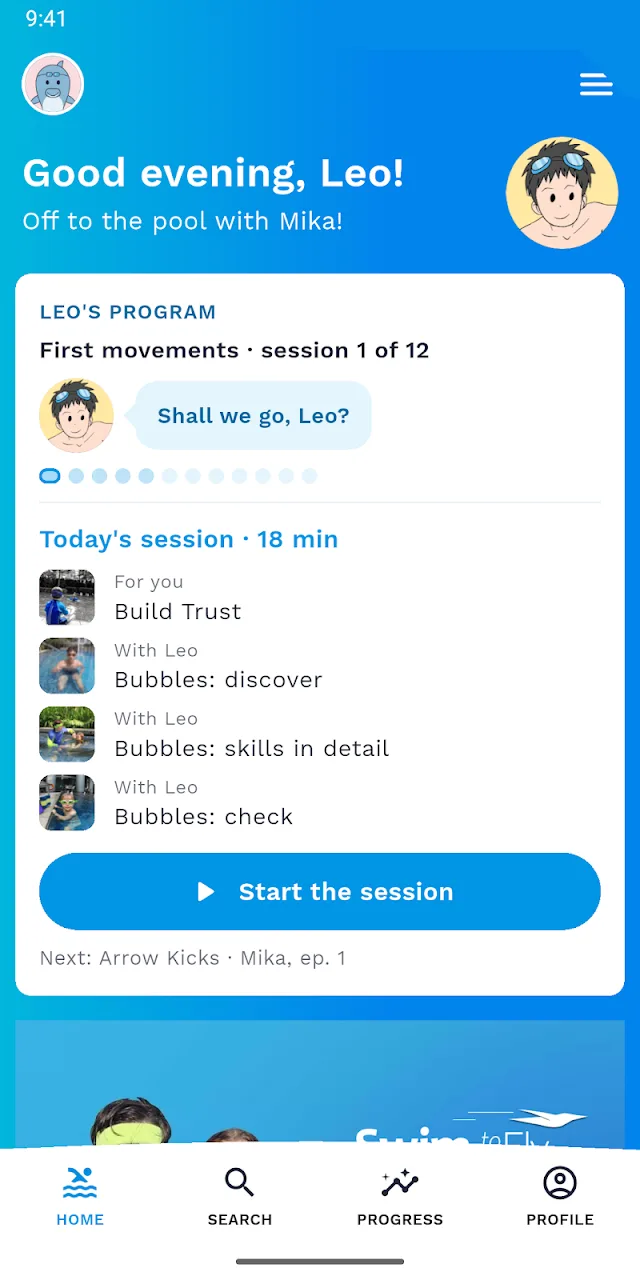 9:41
Good evening, Leo!
Off to the pool with Mika!
LEO'S PROGRAM
First movements · session 1 of 12
Shall we go, Leo?
Today's session · 18 min
For you
Build Trust
With Leo
Bubbles: discover
With Leo
Bubbles: skills in detail
With Leo
Bubbles: check
Start the session
Next: Arrow Kicks · Mika, ep. 1
Swim to Fly
HOME
SEARCH
PROGRESS
PROFILE